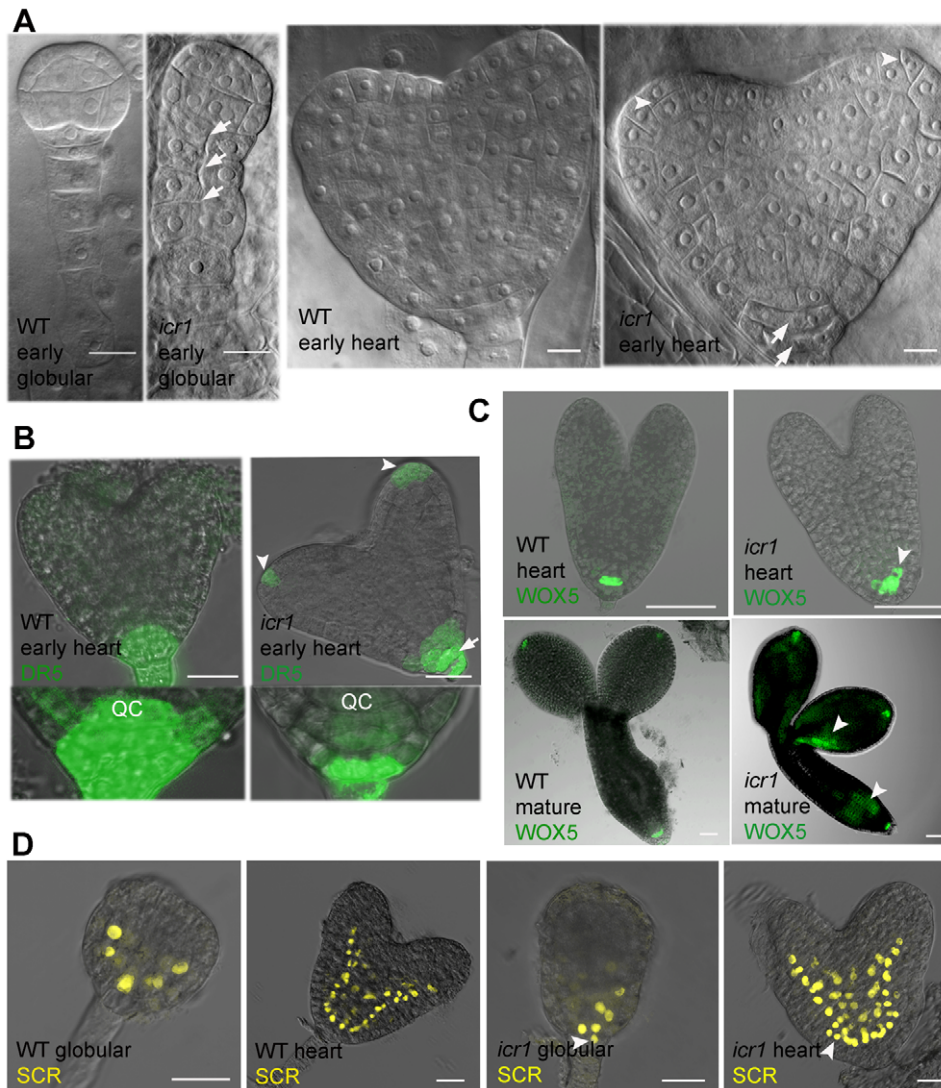 A
WT
early
globular
icr1
early
globular
WT
early heart
icr1
early heart
B
WT
early heart
DR5
icr1
early heart
DR5
QC
QC
C
WT
heart
WOX5
icr1
heart
WOX5
WT
mature
WOX5
icr1
mature
WOX5
D
WT globular
SCR
WT heart
SCR
icr1 globular
SCR
icr1 heart
SCR